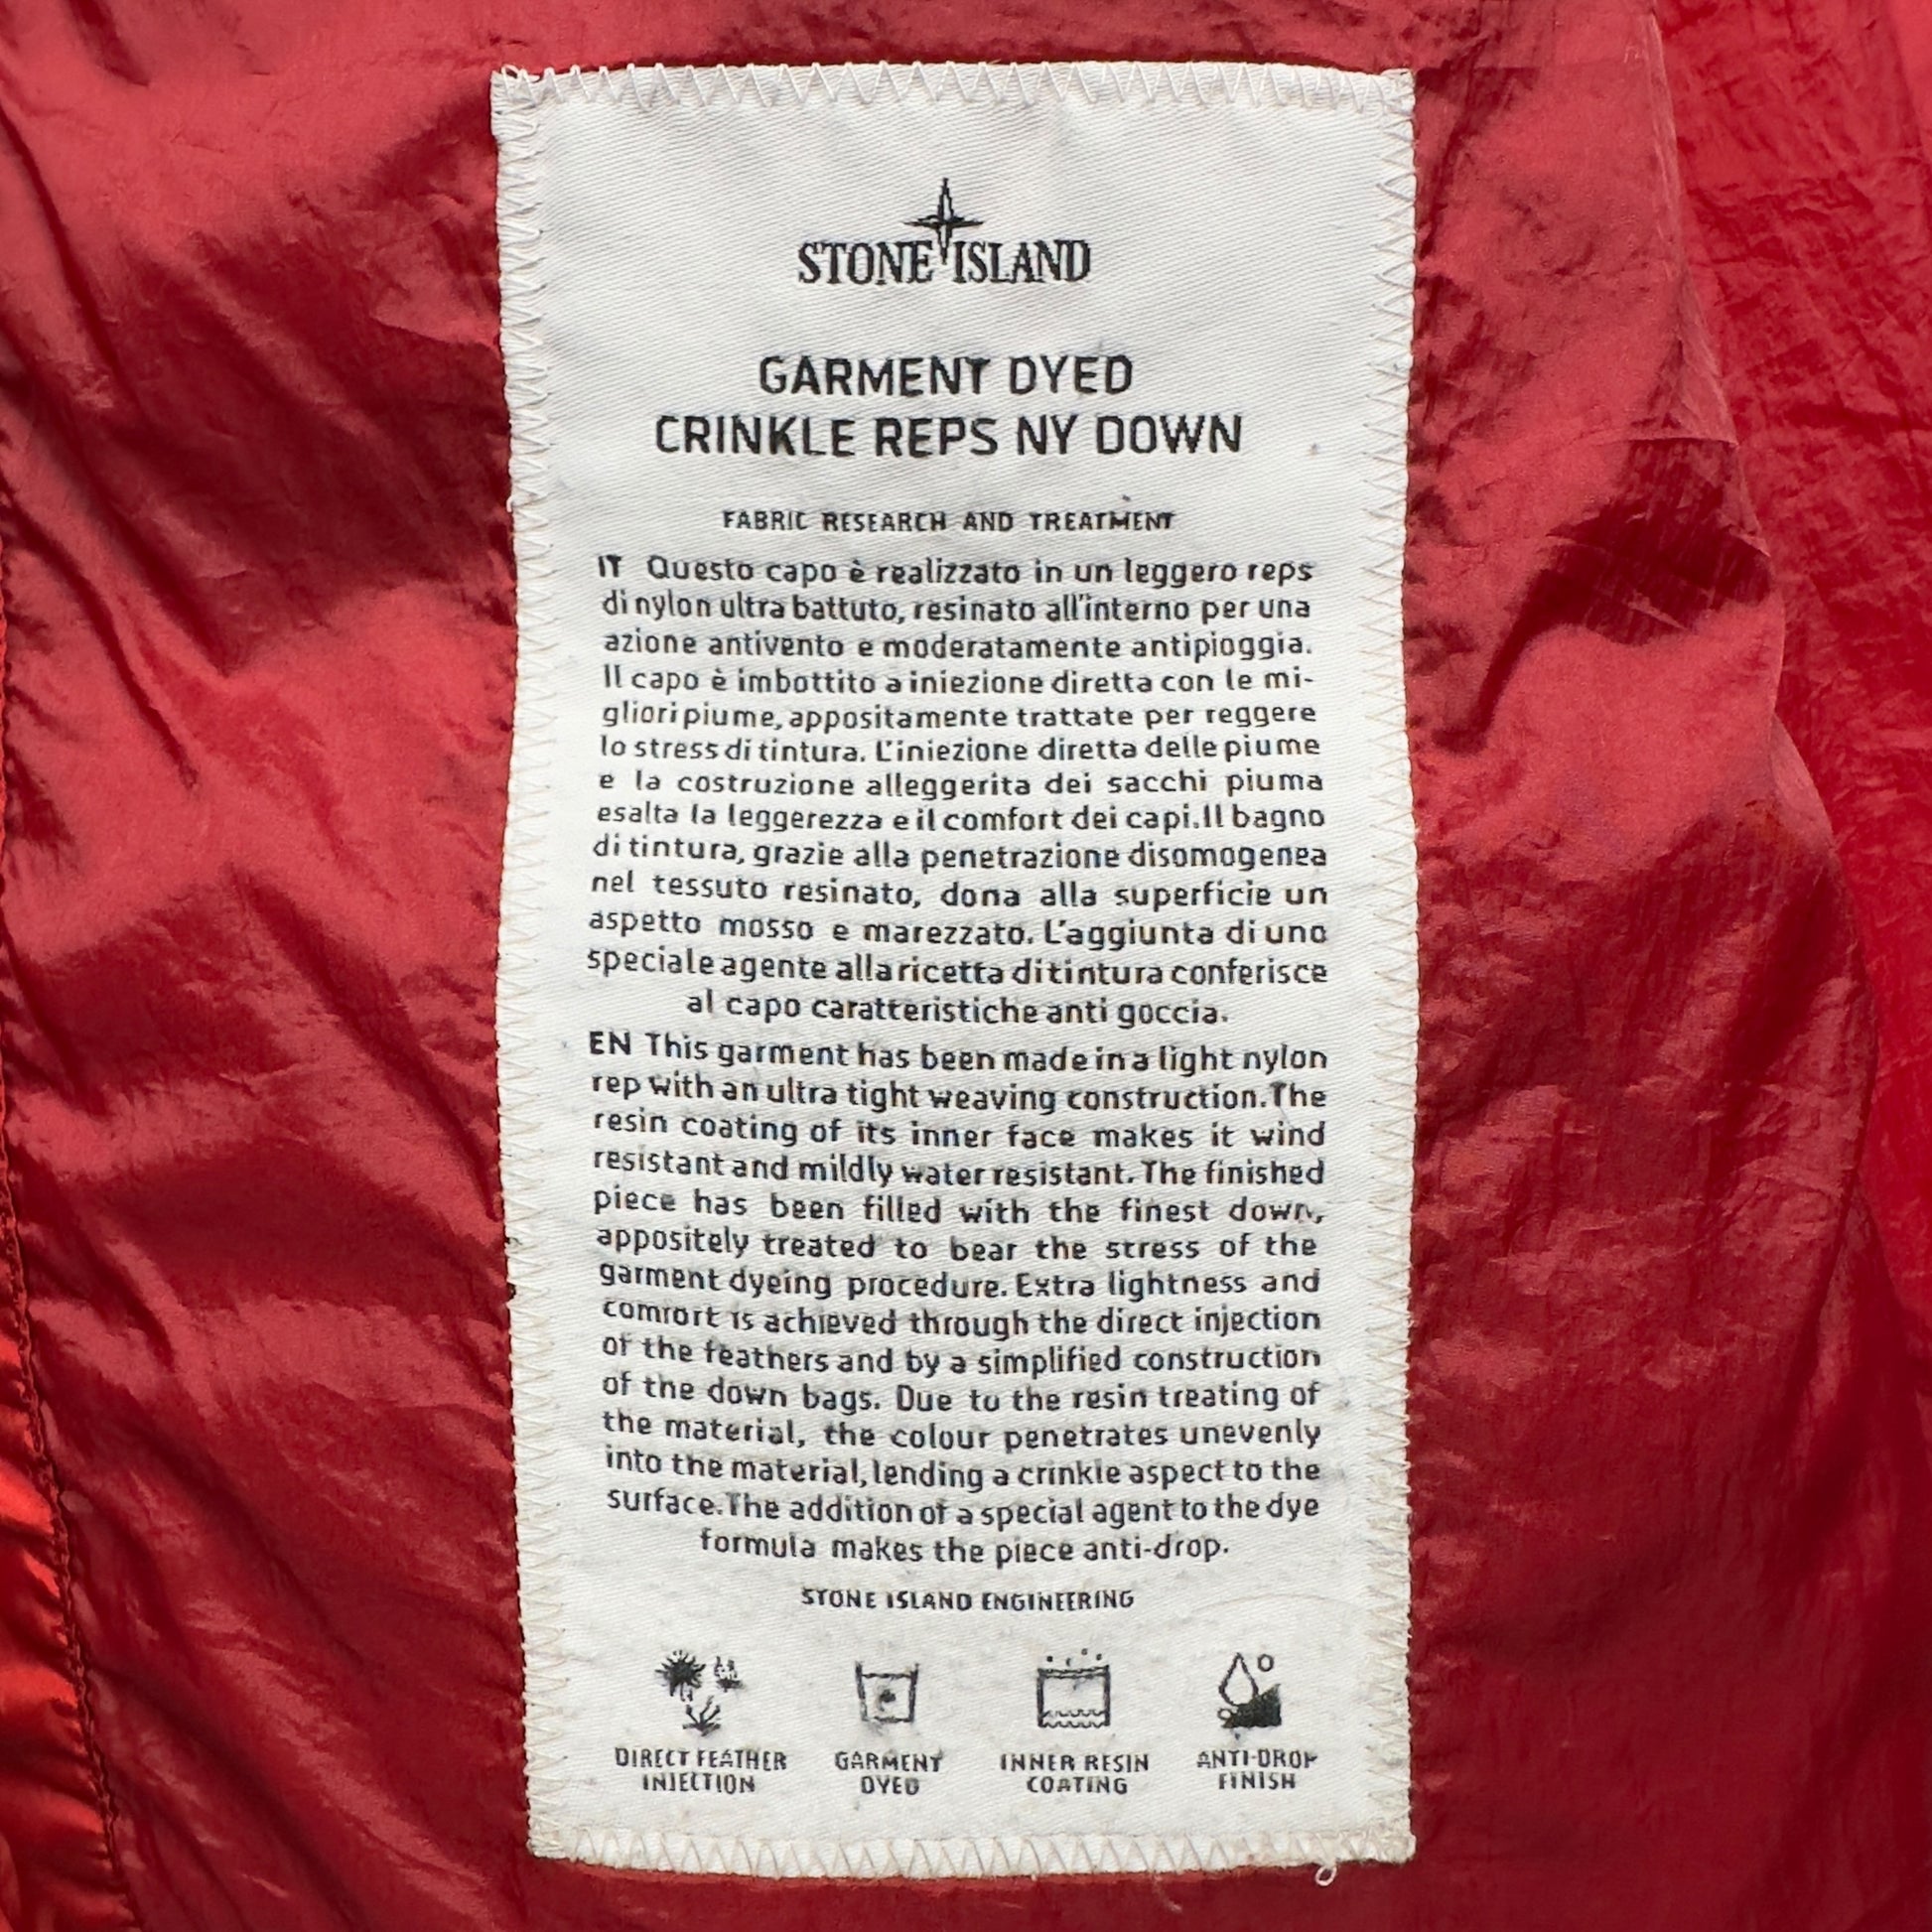 STONE ISLAND
GARMENT DYED
CRINKLE REPS NY DOWN
FABRIC RESEARCH AND TREATMENT
IT Questo capo è realizzato in un leggero reps
di nylon ultra battuto, resinato all'interno per una
azione antivento e moderatamente antipioggia.
Il capo è imbottito a iniezione diretta con le mi-
gliori piume, appositamente trattate per reggere
lo stress di tintura. L'iniezione diretta delle piume
e la costruzione alleggerita dei sacchi piuma
esalta la leggerezza e il comfort dei capi. Il bagno
di tintura, grazie alla penetrazione disomogenea
nel tessuto resinato, dona alla superficie un
aspetto mosso e marezzato. L'aggiunta di uno
speciale agente alla ricetta di tintura conferisce
al capo caratteristiche anti goccia.
EN This garment has been made in a light nylon
rep with an ultra tight weaving construction. The
resin coating of its inner face makes it wind
resistant and mildly water resistant. The finished
piece has been filled with the finest down,
appositely treated to bear the stress of the
garment dyeing procedure. Extra lightness and
comfort is achieved through the direct injection
of the feathers and by a simplified construction
of the down bags. Due to the resin treating of
the material, the colour penetrates unevenly
into the material, lending a crinkle aspect to the
surface. The addition of a special agent to the dye
formula makes the piece anti-drop.
STONE ISLAND ENGINEERING
DIRECT FEATHER INJECTION
GARMENT DYED
INNER RESIN COATING
ANTI-DROP FINISH